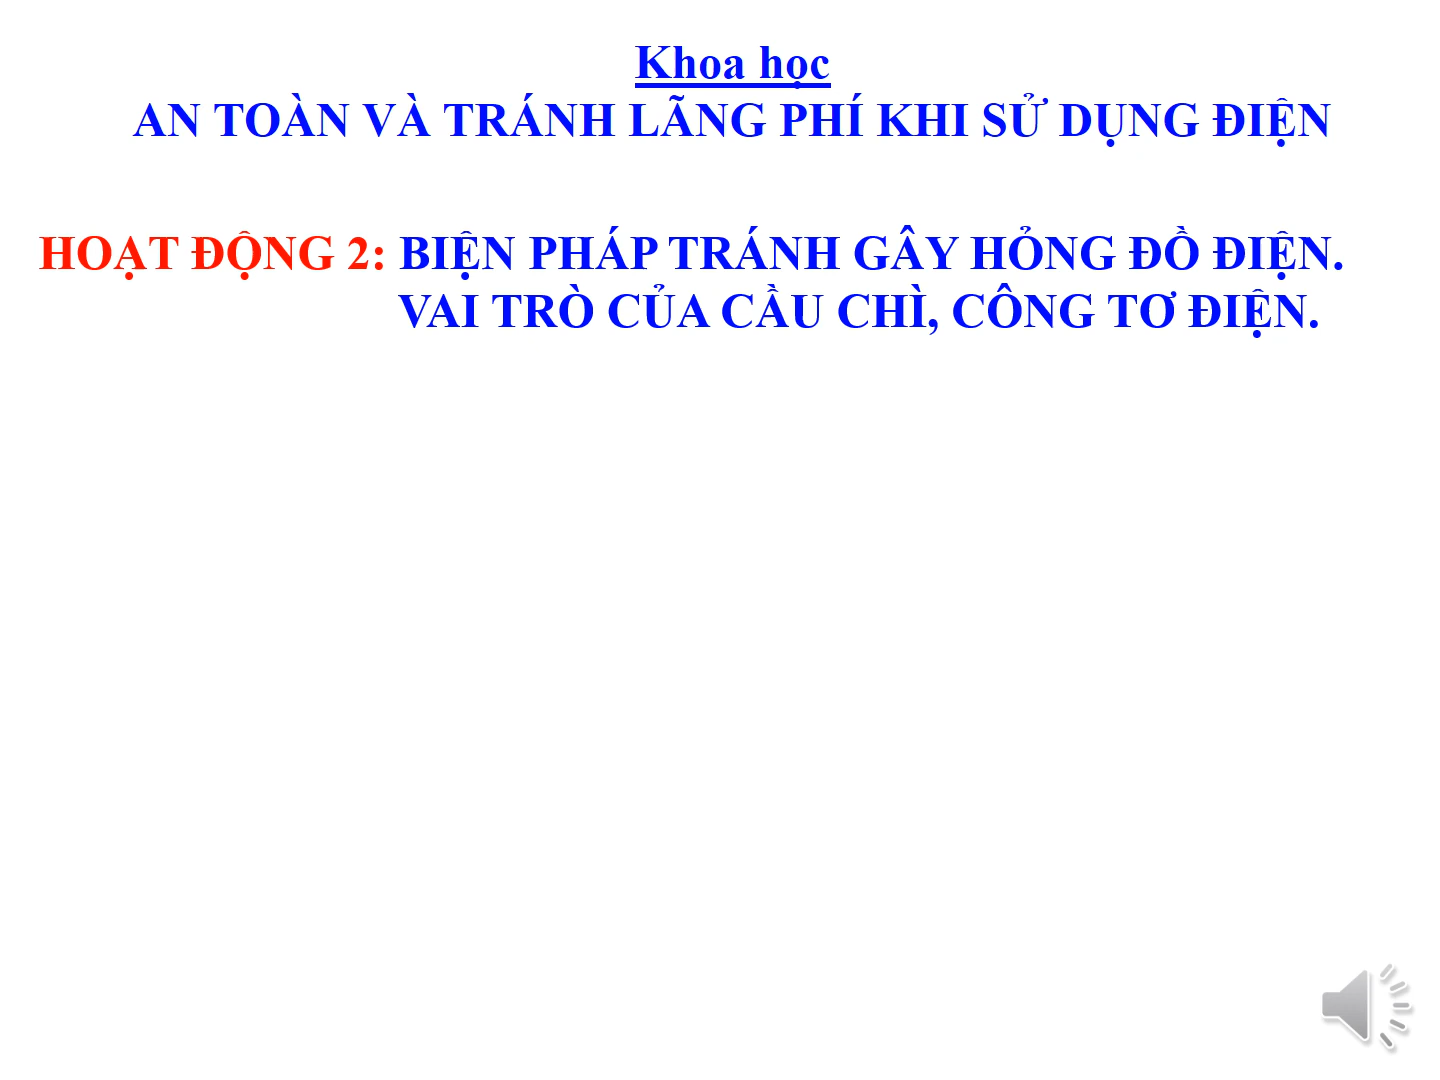 Khoa học
AN TOÀN VÀ TRÁNH LÃNG PHÍ KHI SỬ DỤNG ĐIỆN
HOẠT ĐỘNG 2: BIỆN PHÁP TRÁNH GÂY HỎNG ĐỒ ĐIỆN.
VAI TRÒ CỦA CẦU CHÌ, CÔNG TƠ ĐIỆN.